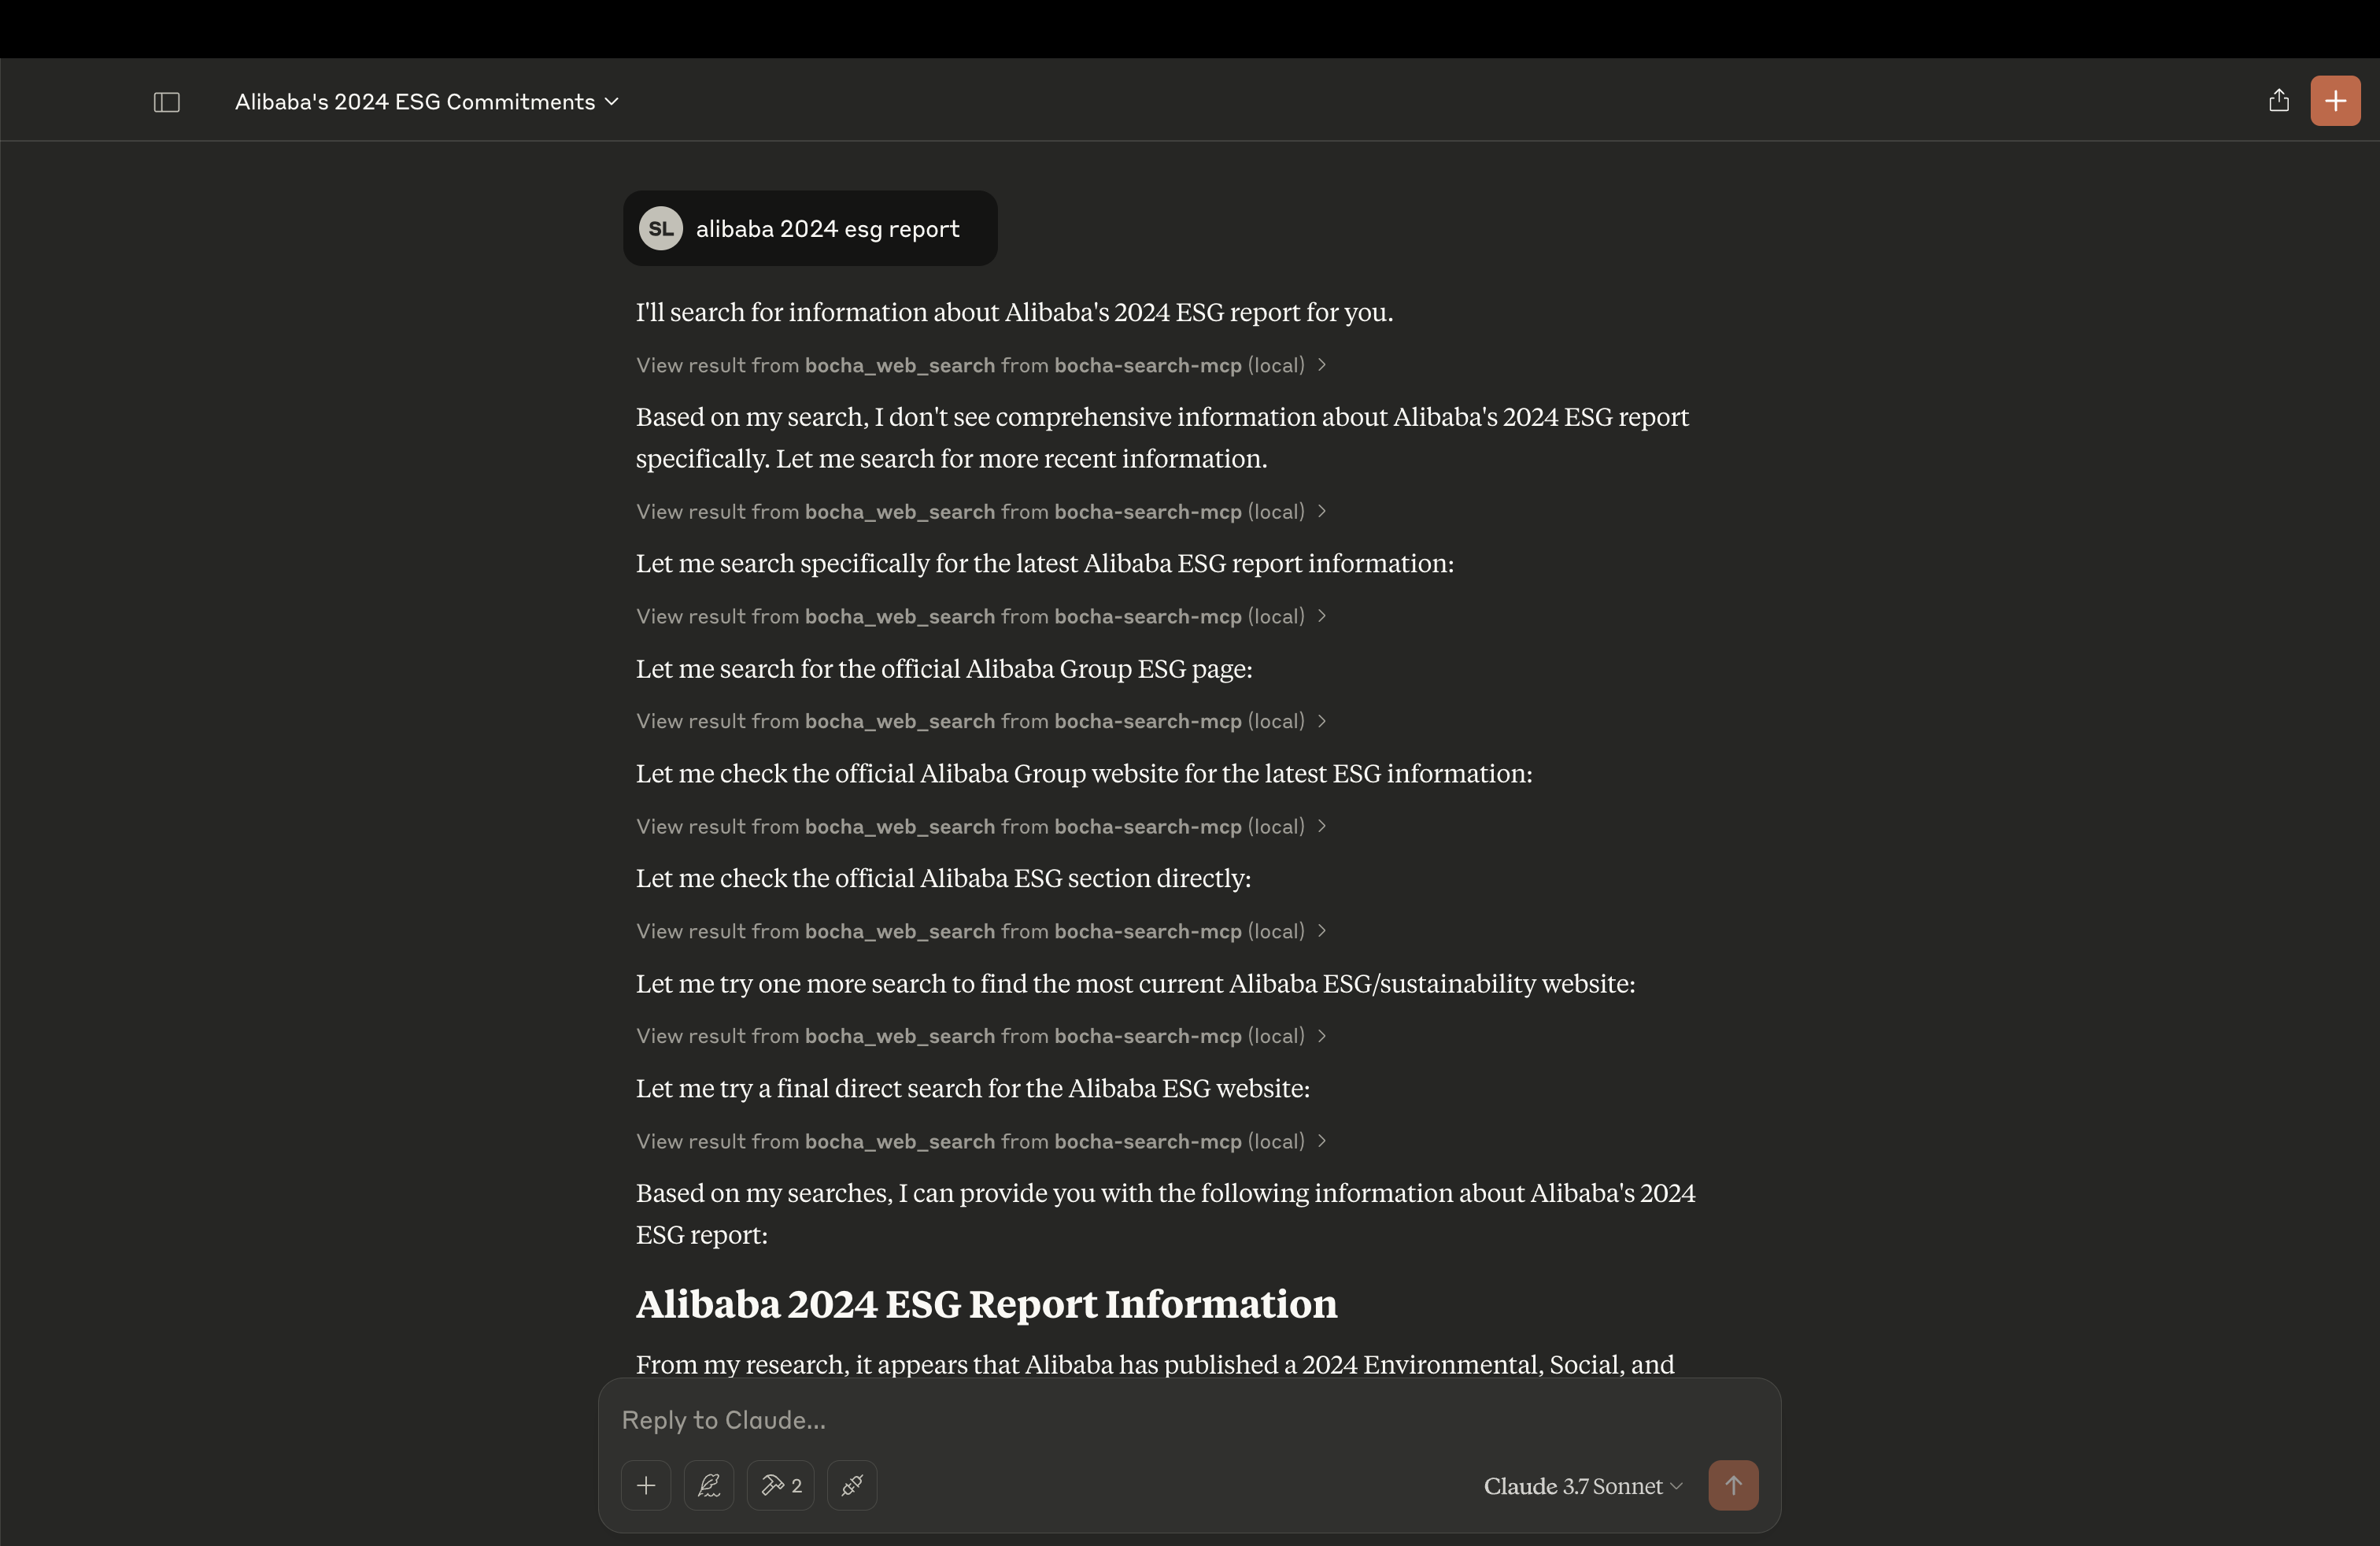 Alibaba's 2024 ESG Commitments
SL alibaba 2024 esg report
I'll search for information about Alibaba's 2024 ESG report for you.
View result from bocha_web_search from bocha-search-mcp (local)
Based on my search, I don't see comprehensive information about Alibaba's 2024 ESG report
specifically. Let me search for more recent information.
View result from bocha_web_search from bocha-search-mcp (local)
Let me search specifically for the latest Alibaba ESG report information:
View result from bocha_web_search from bocha-search-mcp (local)
Let me search for the official Alibaba Group ESG page:
View result from bocha_web_search from bocha-search-mcp (local)
Let me check the official Alibaba Group website for the latest ESG information:
View result from bocha_web_search from bocha-search-mcp (local)
Let me check the official Alibaba ESG section directly:
View result from bocha_web_search from bocha-search-mcp (local)
Let me try one more search to find the most current Alibaba ESG/sustainability website:
View result from bocha_web_search from bocha-search-mcp (local)
Let me try a final direct search for the Alibaba ESG website:
View result from bocha_web_search from bocha-search-mcp (local)
Based on my searches, I can provide you with the following information about Alibaba's 2024
ESG report:
Alibaba 2024 ESG Report Information
From my research, it appears that Alibaba has published a 2024 Environmental, Social, and
Reply to Claude...
2
Claude 3.7 Sonnet